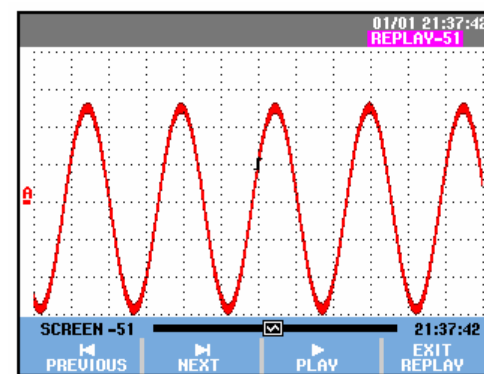 01/01 21:37:42
REPLAY-51
A
SCREEN -51 21:37:42
PREVIOUS NEXT PLAY EXIT REPLAY